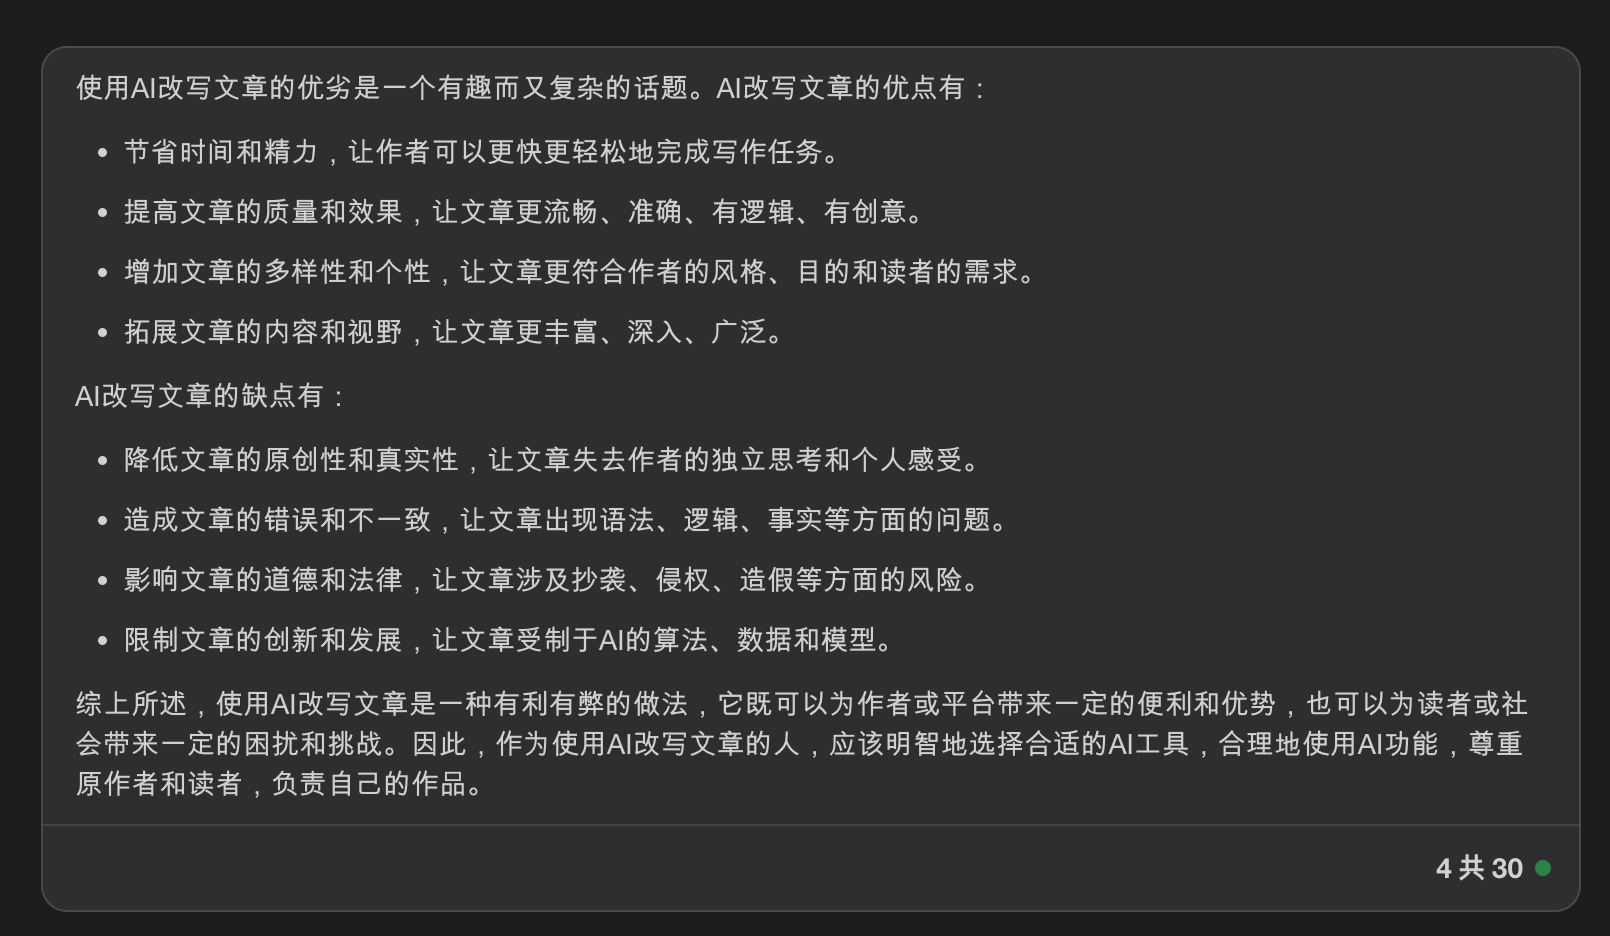 使用AI改写文章的优劣是一个有趣而又复杂的话题。AI改写文章的优点有：
• 节省时间和精力，让作者可以更快更轻松地完成写作任务。
• 提高文章的质量和效果，让文章更流畅、准确、有逻辑、有创意。
• 增加文章的多样性和个性，让文章更符合作者的风格、目的和读者的需求。
• 拓展文章的内容和视野，让文章更丰富、深入、广泛。
AI改写文章的缺点有：
• 降低文章的原创性和真实性，让文章失去作者的独立思考和个人感受。
• 造成文章的错误和不一致，让文章出现语法、逻辑、事实等方面的问题。
• 影响文章的道德和法律，让文章涉及抄袭、侵权、造假等方面的风险。
• 限制文章的创新和发展，让文章受制于AI的算法、数据和模型。
综上所述，使用AI改写文章是一种有利有弊的做法，它既可以为作者或平台带来一定的便利和优势，也可以为读者或社
会带来一定的困扰和挑战。因此，作为使用AI改写文章的人，应该明智地选择合适的AI工具，合理地使用AI功能，尊重
原作者和读者，负责自己的作品。
4 共 30